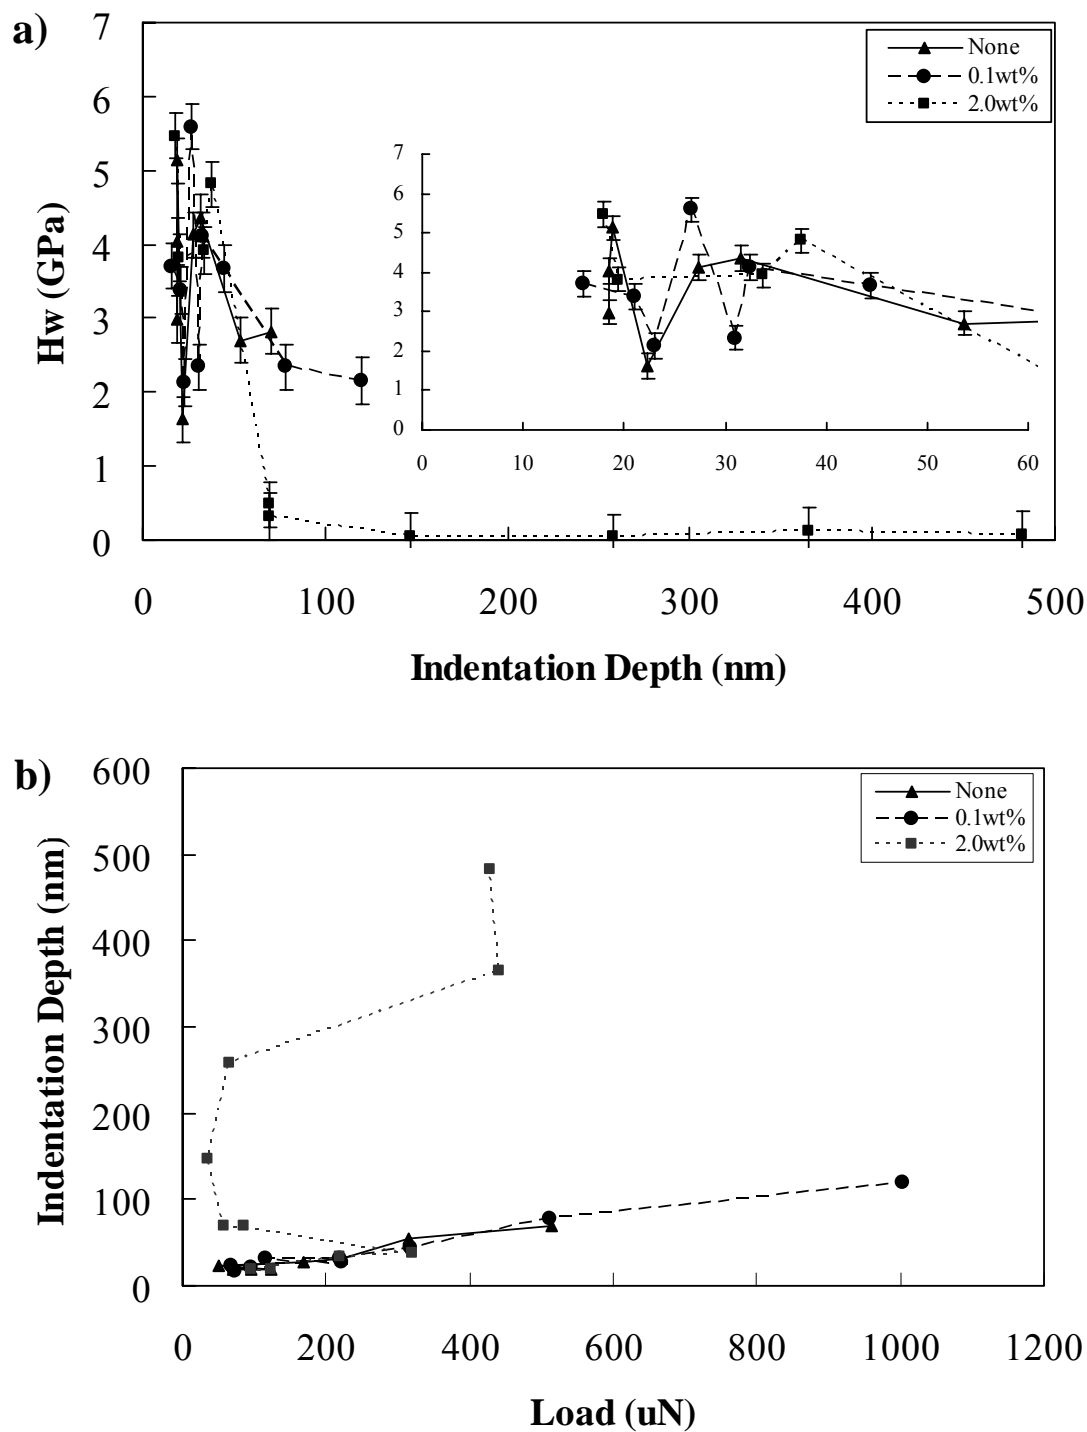 a)
7
6
5
4
3
2
1
0
Hw (GPa)
None
0.1wt%
2.0wt%
7
6
5
4
3
2
1
0
0 10 20 30 40 50 60
0 100 200 300 400 500
Indentation Depth (nm)
b)
600
500
400
300
200
100
0
Indentation Depth (nm)
None
0.1wt%
2.0wt%
0 200 400 600 800 1000 1200
Load (uN)